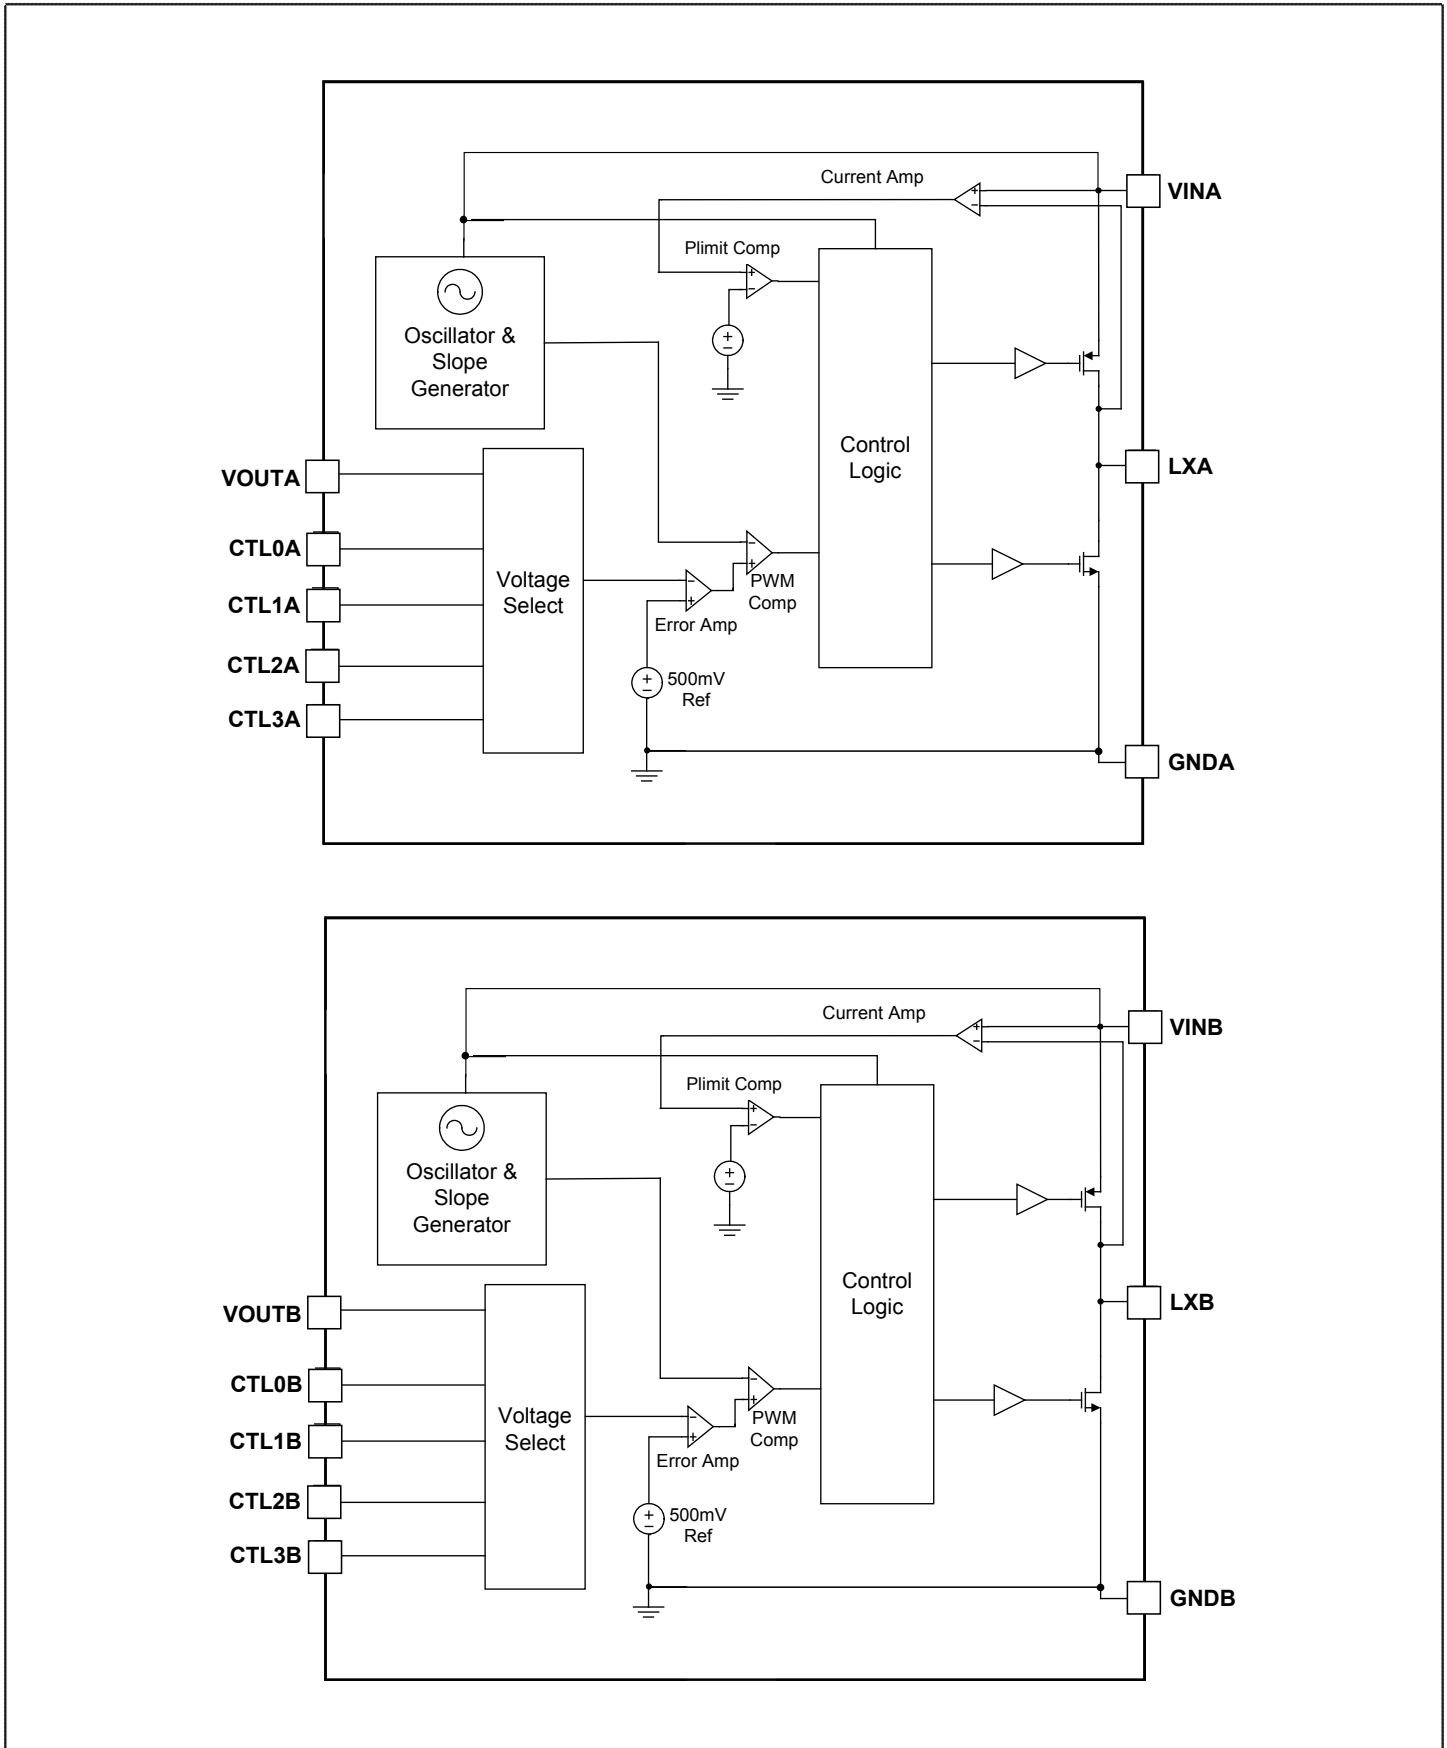 Current Amp
VINA
Plimit Comp
Oscillator &
Slope
Generator
Control
Logic
VOUTA
LXA
CTL0A
CTL1A
CTL2A
CTL3A
Voltage
Select
PWM
Comp
Error Amp
500mV
Ref
GNDA
Current Amp
VINB
Plimit Comp
Oscillator &
Slope
Generator
Control
Logic
VOUTB
LXB
CTL0B
CTL1B
CTL2B
CTL3B
Voltage
Select
PWM
Comp
Error Amp
500mV
Ref
GNDB